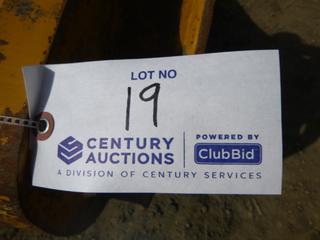 LOT NO
19
CENTURY
AUCTIONS
POWERED BY
ClubBid
A DIVISION OF CENTURY SERVICES